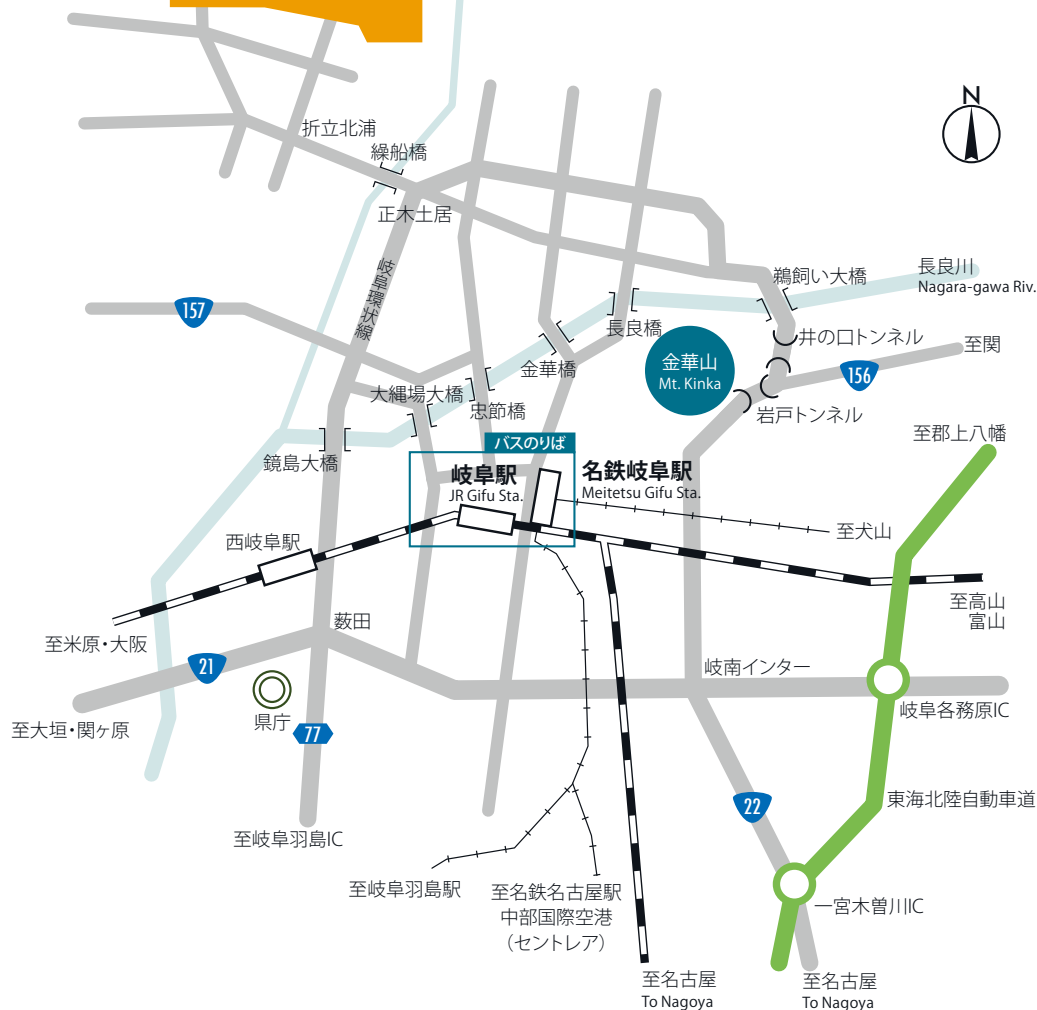 N
折立北浦
繰船橋
正木土居
岐阜環状線
157
鵜飼い大橋
長良川
Nagara-gawa Riv.
長良橋
井の口トンネル
至関
金華山
Mt. Kinka
156
金華橋
大縄場大橋
忠節橋
岩戸トンネル
至郡上八幡
バスのりば
鏡島大橋
岐阜駅
JR Gifu Sta.
名鉄岐阜駅
Meitetsu Gifu Sta.
至犬山
西岐阜駅
至高山
富山
薮田
至米原・大阪
21
岐南インター
県庁
岐阜各務原IC
至大垣・関ヶ原
77
22
東海北陸自動車道
至岐阜羽島IC
至岐阜羽島駅
至名鉄名古屋駅
中部国際空港
(セントレア)
一宮木曽川IC
至名古屋
To Nagoya
至名古屋
To Nagoya